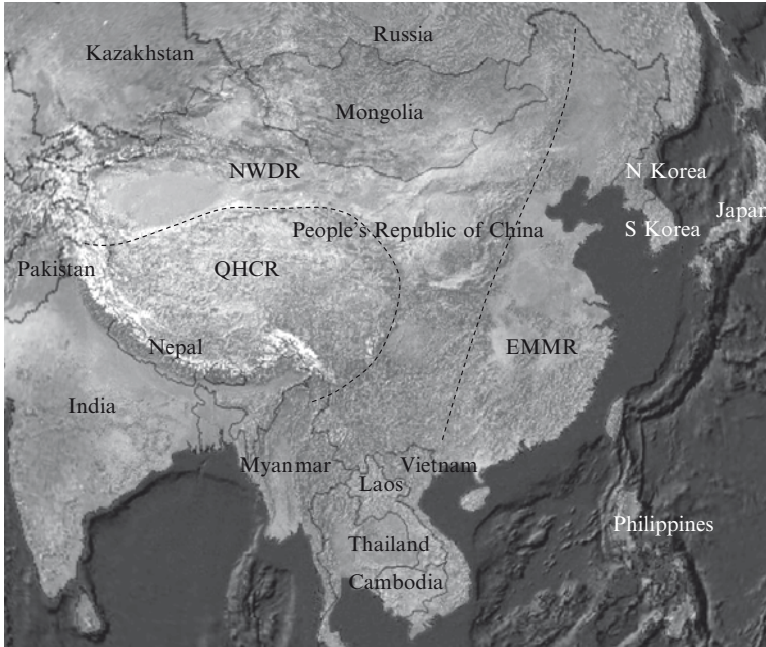 Russia
Kazakhstan
Mongolia
NWDR
N Korea
Japan
People's Republic of China
S Korea
Pakistan
QHCR
Nepal
EMMR
India
Myanmar
Vietnam
Laos
Philippines
Thailand
Cambodia